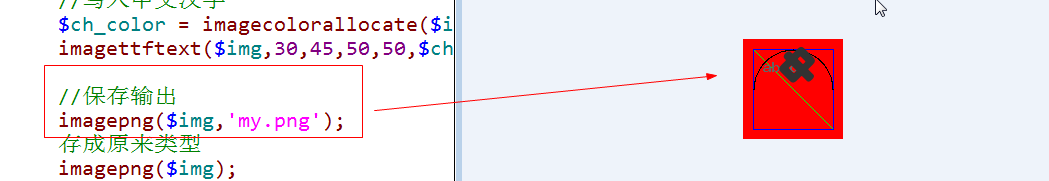 //写入中文汉字
$ch_color = imagecolorallocate($i
imagettftext($img,30,45,50,50,$ch
//保存输出
imagepng($img,'my.png');
存成原来类型
imagepng($img);